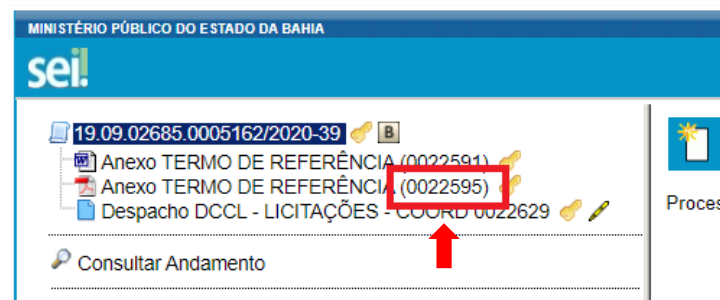 MINISTÉRIO PÚBLICO DO ESTADO DA BAHIA
sei!
19.09.02685.0005162/2020-39 B
Anexo TERMO DE REFERÊNCIA (0022591)
Anexo TERMO DE REFERÊNCIA (0022595)
Despacho DCCL - LICITAÇÕES - COORD 0022629
Proces
Consultar Andamento